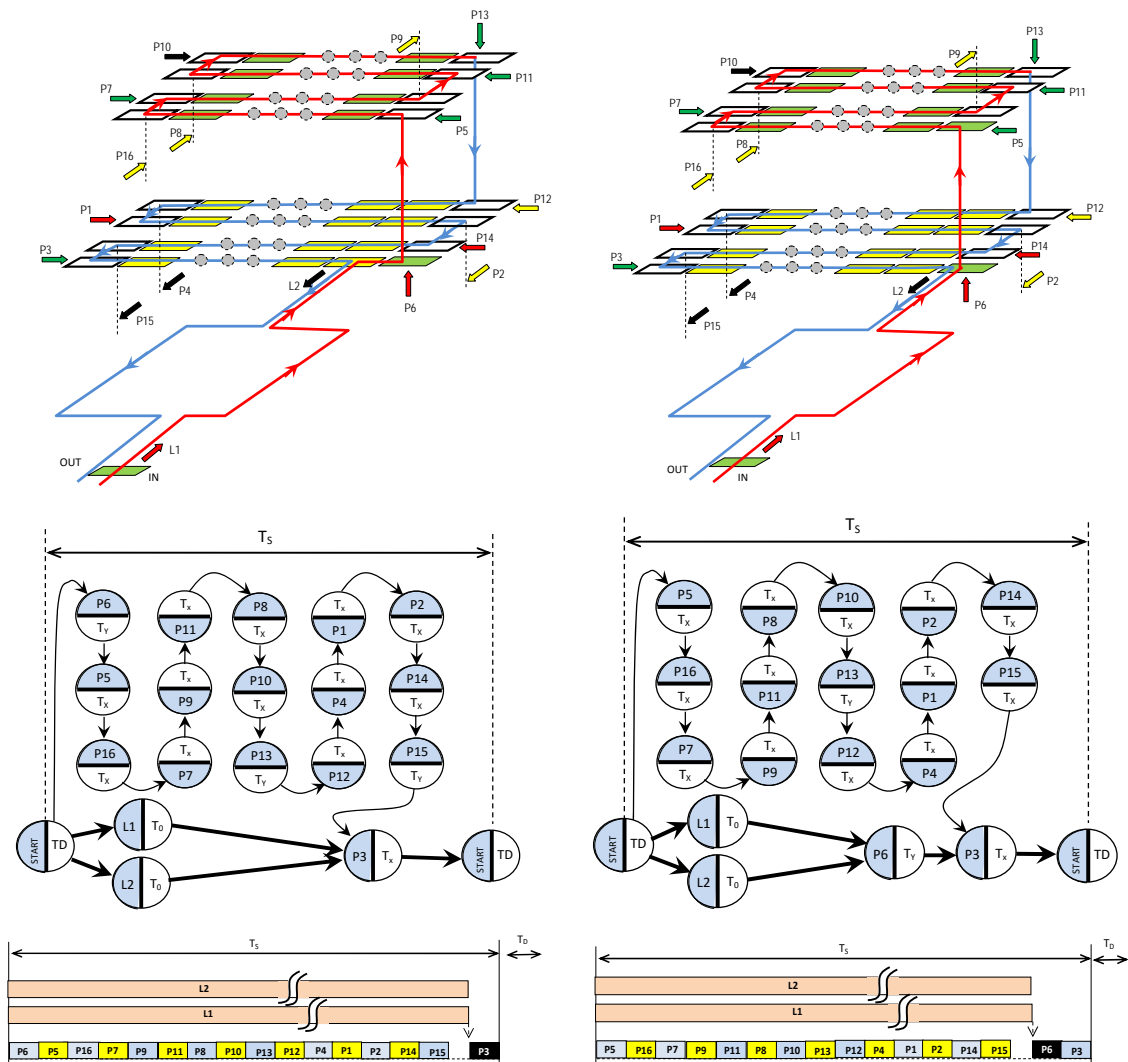 P13
P9
P10
P11
P7
P5
P8
P16
P12
P1
P14
P3
L2
P4
P2
P6
P15
L1
OUT
IN
P13
P9
P10
P11
P7
P5
P8
P16
P12
P1
P14
P3
L2
P4
P2
P6
P15
L1
OUT
IN
TS
P6 Tx P8 Tx P2
TY P11 TX P1 TX
P5 Tx P10 Tx P14
TX P9 TX P4 TX
P16 Tx P13 Tx P15
TX P7 TY P12 TY
L1 T0
START TD P3 Tx START TD
L2 T0
TS
P5 Tx P10 Tx P14
TX P8 TX P2 TX
P16 Tx P13 Tx P15
TX P11 TY P1 TX
P7 Tx P12 Tx
TX P9 TX P4
L1 T0
START TD P6 TY P3 Tx START TD
L2 T0
TS TD
L2
L1
P6 P5 P16 P7 P9 P11 P8 P10 P13 P12 P4 P1 P2 P14 P15 P3
TS TD
L2
L1
P5 P16 P7 P9 P11 P8 P10 P13 P12 P4 P1 P2 P14 P15 P6 P3